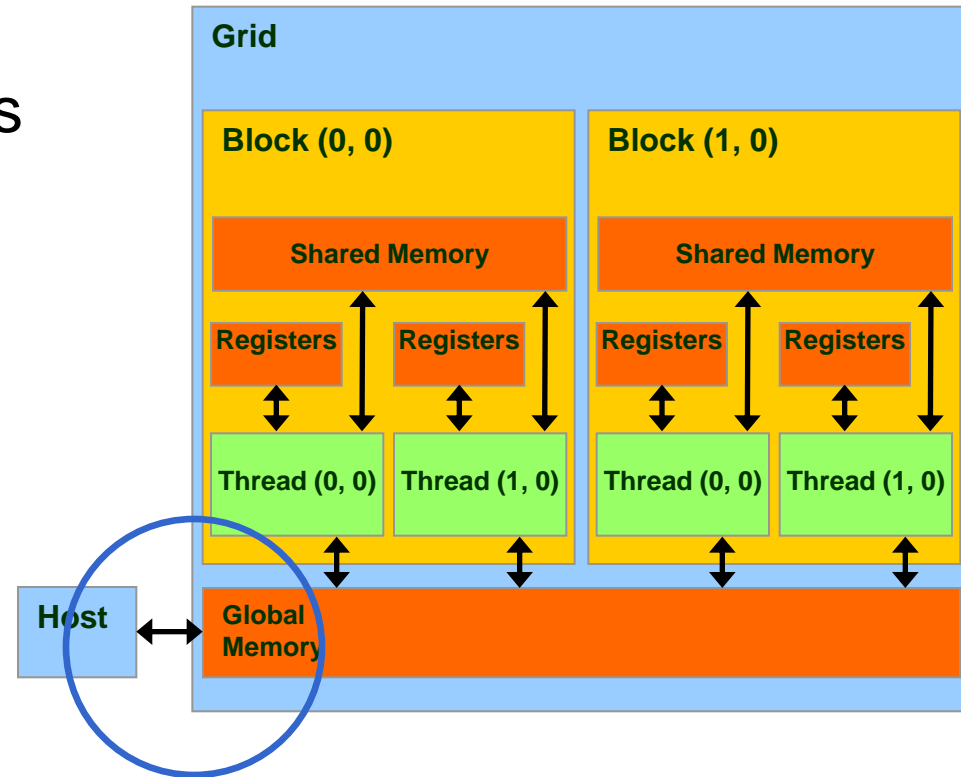 Grid
s
Block (0, 0)
Block (1, 0)
Shared Memory
Shared Memory
Registers
Registers
Registers
Registers
Thread (0, 0)
Thread (1, 0)
Thread (0, 0)
Thread (1, 0)
Host
Global
Memory